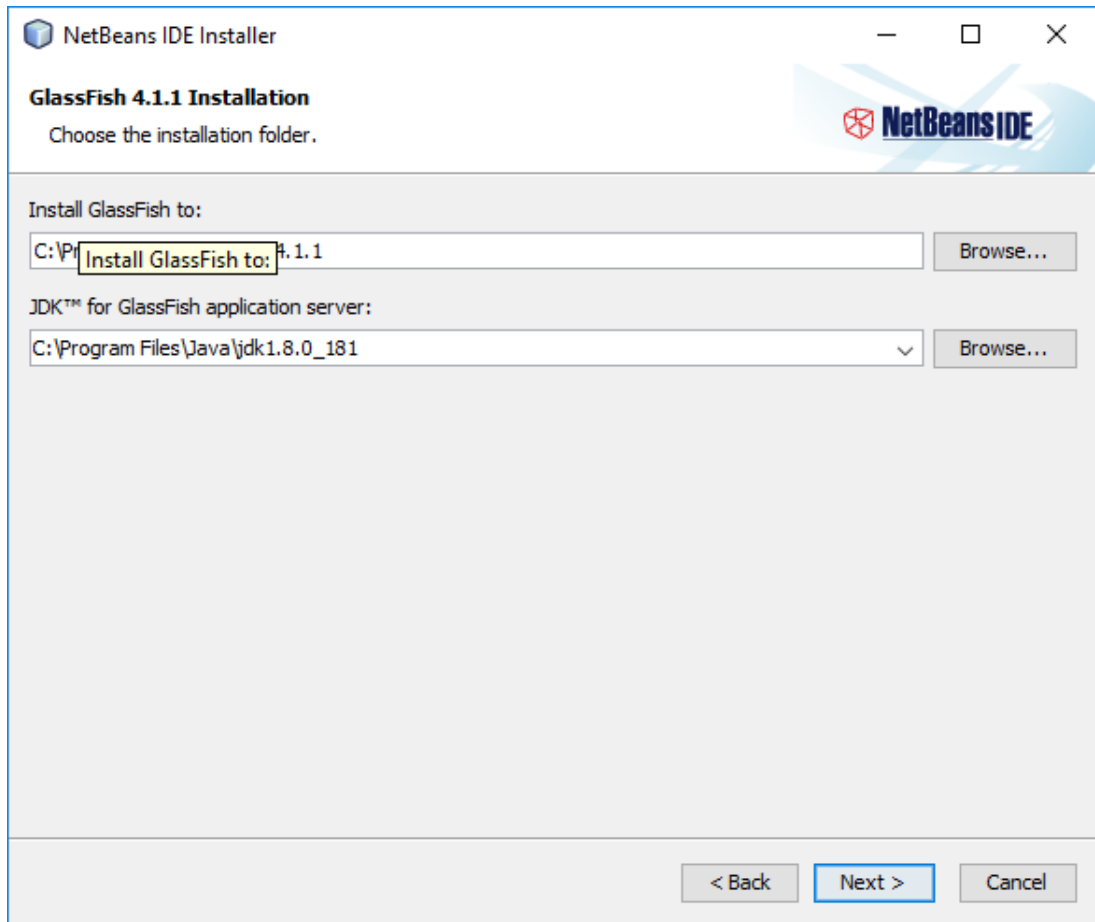 NetBeans IDE Installer
GlassFish 4.1.1 Installation
Choose the installation folder.
NetBeans IDE
Install GlassFish to:
C:\Pr 4.1.1
Browse...
Install GlassFish to:
JDK™ for GlassFish application server:
C:\Program Files\Java\jdk1.8.0_181
Browse...
< Back
Next >
Cancel